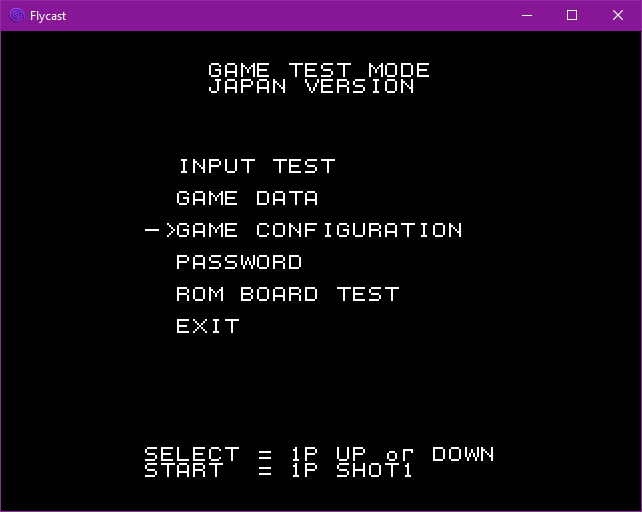 Flycast
GAME TEST MODE
JAPAN VERSION
INPUT TEST
GAME DATA
->GAME CONFIGURATION
PASSWORD
ROM BOARD TEST
EXIT
SELECT = 1P UP or DOWN
START = 1P SHOT1